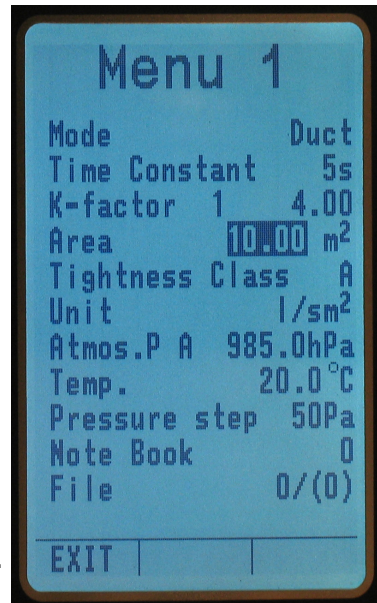 Menu 1
Mode Duct
Time Constant 5s
K-factor 1 4.00
Area 10.00 m²
Tightness Class A
Unit l/sm²
Atmos.P A 985.0hPa
Temp. 20.0°C
Pressure step 50Pa
Note Book 0
File 0/(0)
EXIT